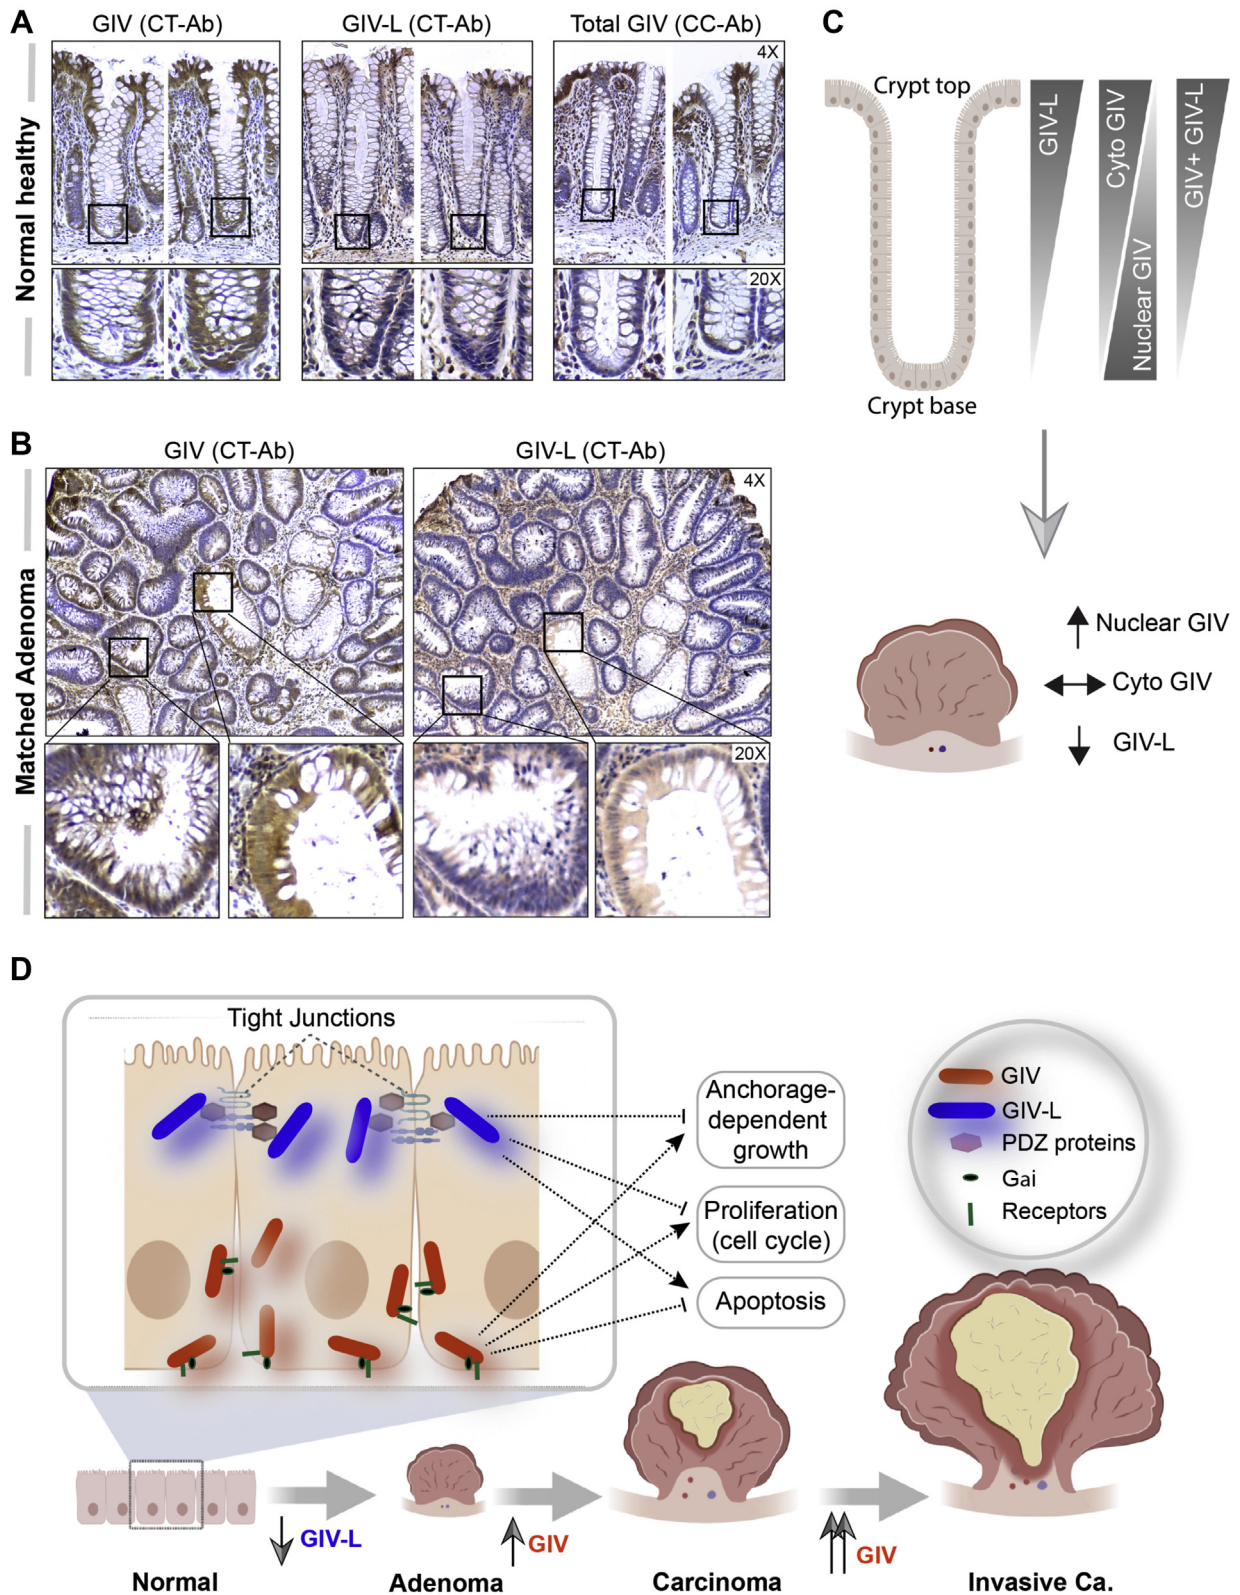 A
GIV (CT-Ab)
GIV-L (CT-Ab)
Total GIV (CC-Ab)
4X
20X
Normal healthy
B
GIV (CT-Ab)
GIV-L (CT-Ab)
4X
20X
Matched Adenoma
C
Crypt top
Crypt base
GIV-L
Cyto GIV
Nuclear GIV
GIV+ GIV-L
Nuclear GIV
Cyto GIV
GIV-L
D
Tight Junctions
Anchorage-
dependent
growth
Proliferation
(cell cycle)
Apoptosis
GIV
GIV-L
PDZ proteins
Gai
Receptors
GIV-L
GIV
GIV
Normal
Adenoma
Carcinoma
Invasive Ca.